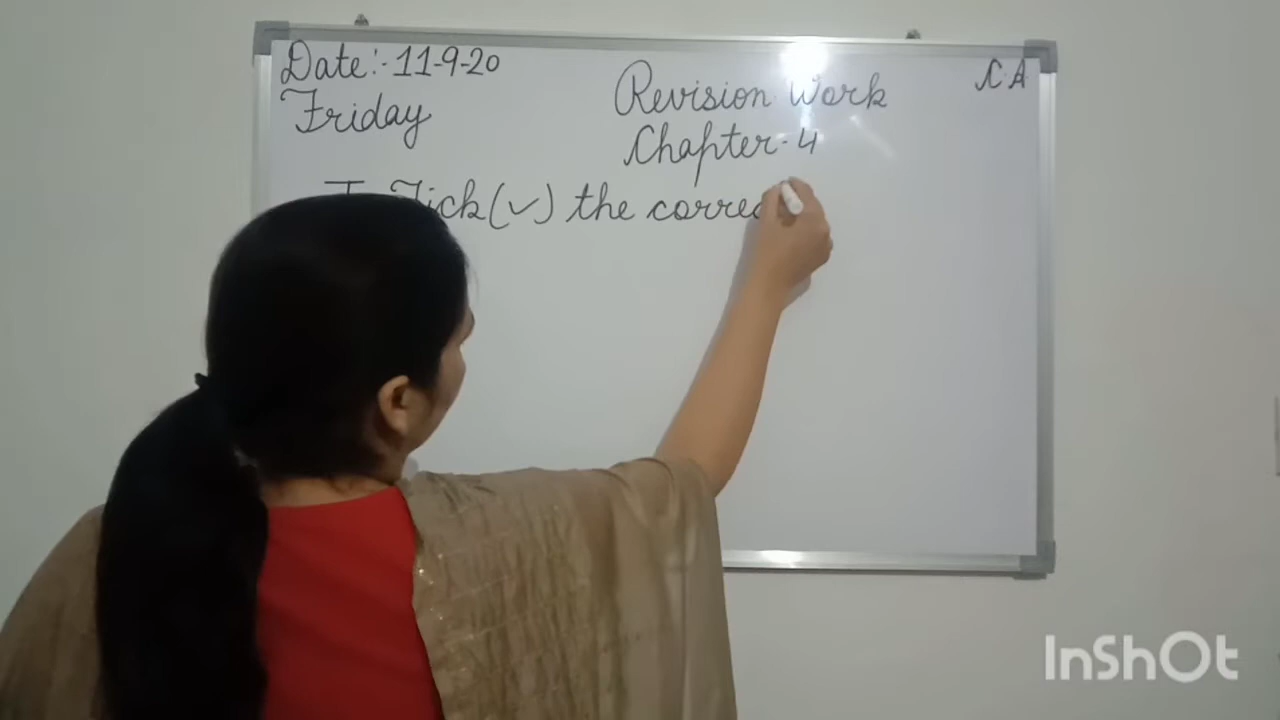 Date:-11-9-20
Revision Work
C.A
Friday
Chapter-4
Tick(✓) the correc
InShOt